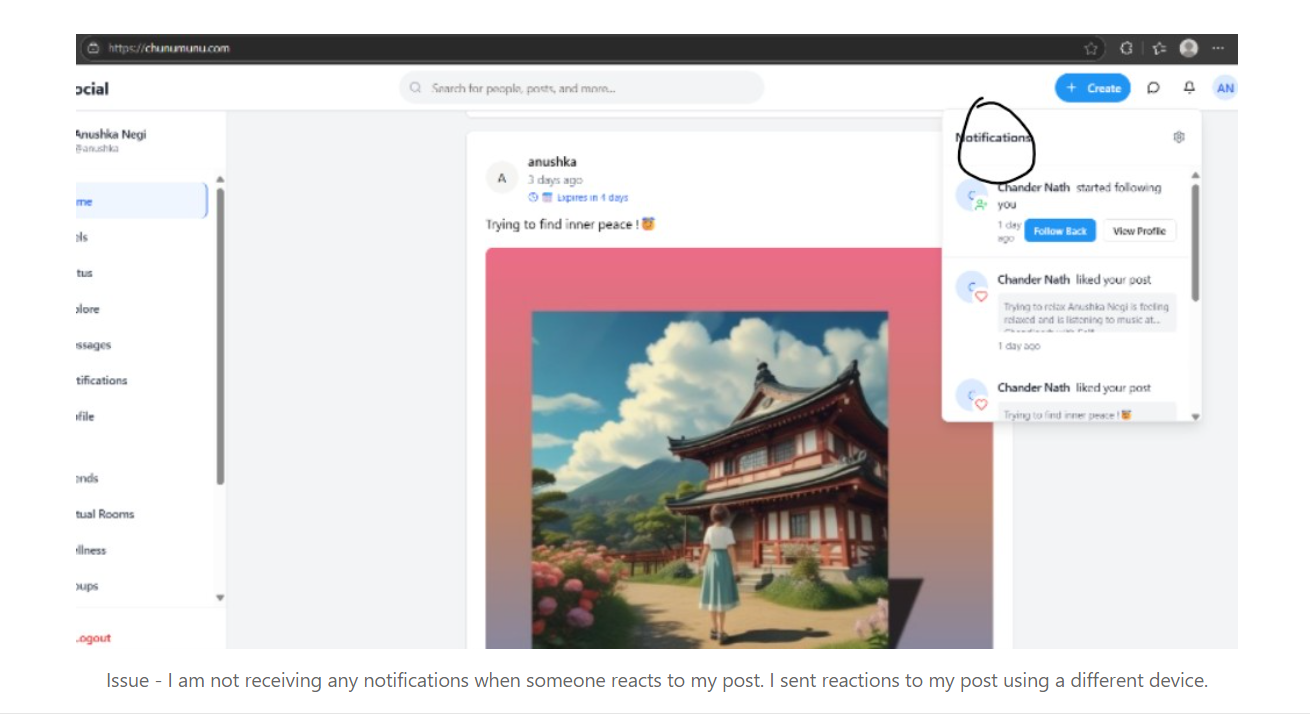 https://chunumunu.com
ocial
Search for people, posts, and more...
+ Create
AN
Anushka Negi
@anushka
me
els
tus
plore
ssages
tifications
ofile
ends
tual Rooms
ellness
oups
Logout
anushka
A
3 days ago
Expires in 4 days
Trying to find inner peace !
Notifications
C
Chander Nath started following
you
1 day
ago
Follow Back
View Profile
C
Chander Nath liked your post
Trying to relax Anushka Negi is feeling
relaxed and is listening to music at...
1 day ago
C
Chander Nath liked your post
Trying to find inner peace !
Issue - I am not receiving any notifications when someone reacts to my post. I sent reactions to my post using a different device.